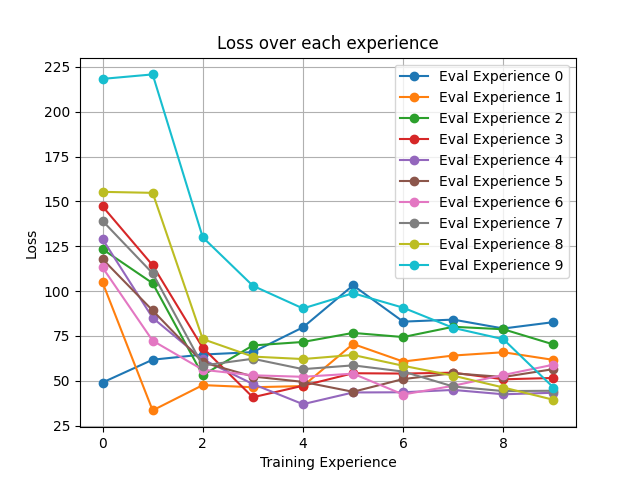 Loss over each experience
225
200
175
150
125
100
75
50
25
Loss
0
2
4
6
8
Training Experience
Eval Experience 0
Eval Experience 1
Eval Experience 2
Eval Experience 3
Eval Experience 4
Eval Experience 5
Eval Experience 6
Eval Experience 7
Eval Experience 8
Eval Experience 9